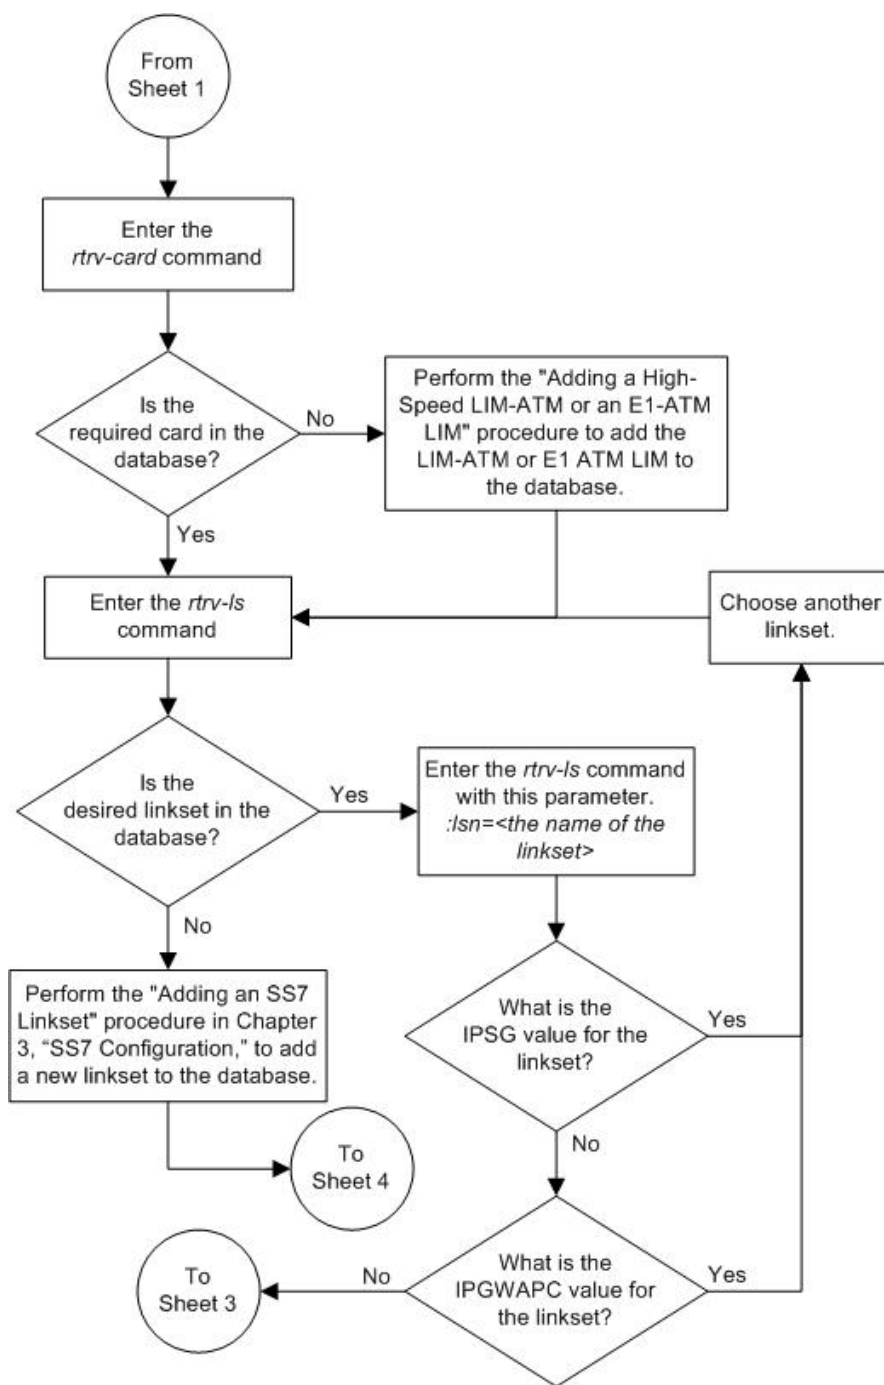 From
Sheet 1
Enter the
rtrv-card command
Is the
required card in the
database?
No
Perform the "Adding a High-
Speed LIM-ATM or an E1-ATM
LIM" procedure to add the
LIM-ATM or E1 ATM LIM to
the database.
Yes
Enter the rtrv-ls
command
Choose another
linkset.
Is the
desired linkset in the
database?
Yes
Enter the rtrv-ls command
with this parameter.
:lsn=<the name of the
linkset>
No
Perform the "Adding an SS7
Linkset" procedure in Chapter
3, “SS7 Configuration,” to add
a new linkset to the database.
What is the
IPSG value for the
linkset?
Yes
No
To
Sheet 4
What is the
IPGWAPC value for
the linkset?
Yes
No
To
Sheet 3